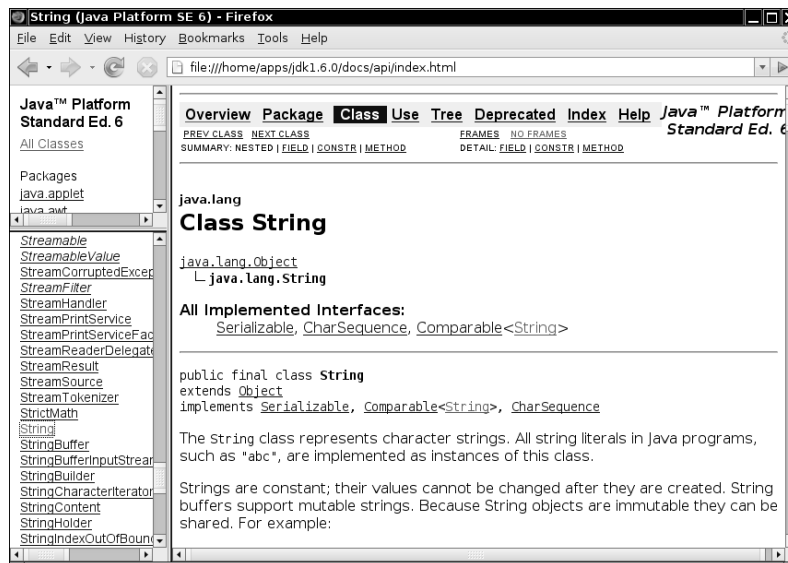 String (Java Platform SE 6) - Firefox
File Edit View History Bookmarks Tools Help
file:///home/apps/jdk1.6.0/docs/api/index.html
Java™ Platform
Standard Ed. 6
All Classes
Packages
java.applet
java.awt
Streamable
StreamableValue
StreamCorruptedExcep
StreamFilter
StreamHandler
StreamPrintService
StreamPrintServiceFac
StreamReaderDelegate
StreamResult
StreamSource
StreamTokenizer
StrictMath
String
StringBuffer
StringBufferInputStrear
StringBuilder
StringCharacterIterator
StringContent
StringHolder
StringIndexOutOfBound
Overview Package Class Use Tree Deprecated Index Help
Java™ Platform
Standard Ed. 6
PREV CLASS NEXT CLASS FRAMES NO FRAMES
SUMMARY: NESTED | FIELD | CONSTR | METHOD DETAIL: FIELD | CONSTR | METHOD
java.lang
Class String
java.lang.Object
java.lang.String
All Implemented Interfaces:
Serializable, CharSequence, Comparable<String>
public final class String
extends Object
implements Serializable, Comparable<String>, CharSequence
The String class represents character strings. All string literals in Java programs,
such as "abc", are implemented as instances of this class.
Strings are constant; their values cannot be changed after they are created. String
buffers support mutable strings. Because String objects are immutable they can be
shared. For example: